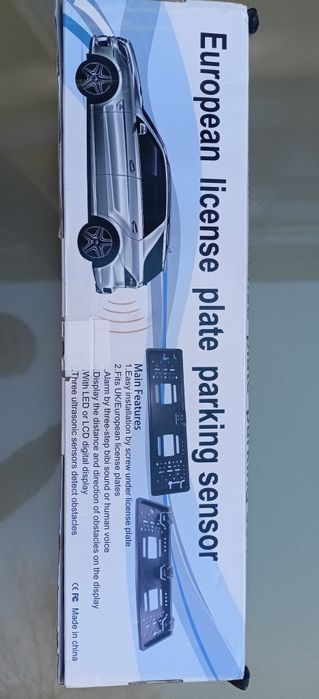 European license plate parking sensor
Main Features
1.Easy installation by screw under license plate
2.Fits UK/European license plates
.Alarm by three-step bibi sound or human voice
.Display the distance and direction of obstacles on the display
.With LED or LCD digital display
.Three ultrasonic sensors detect obstacles
CE FC Made in china